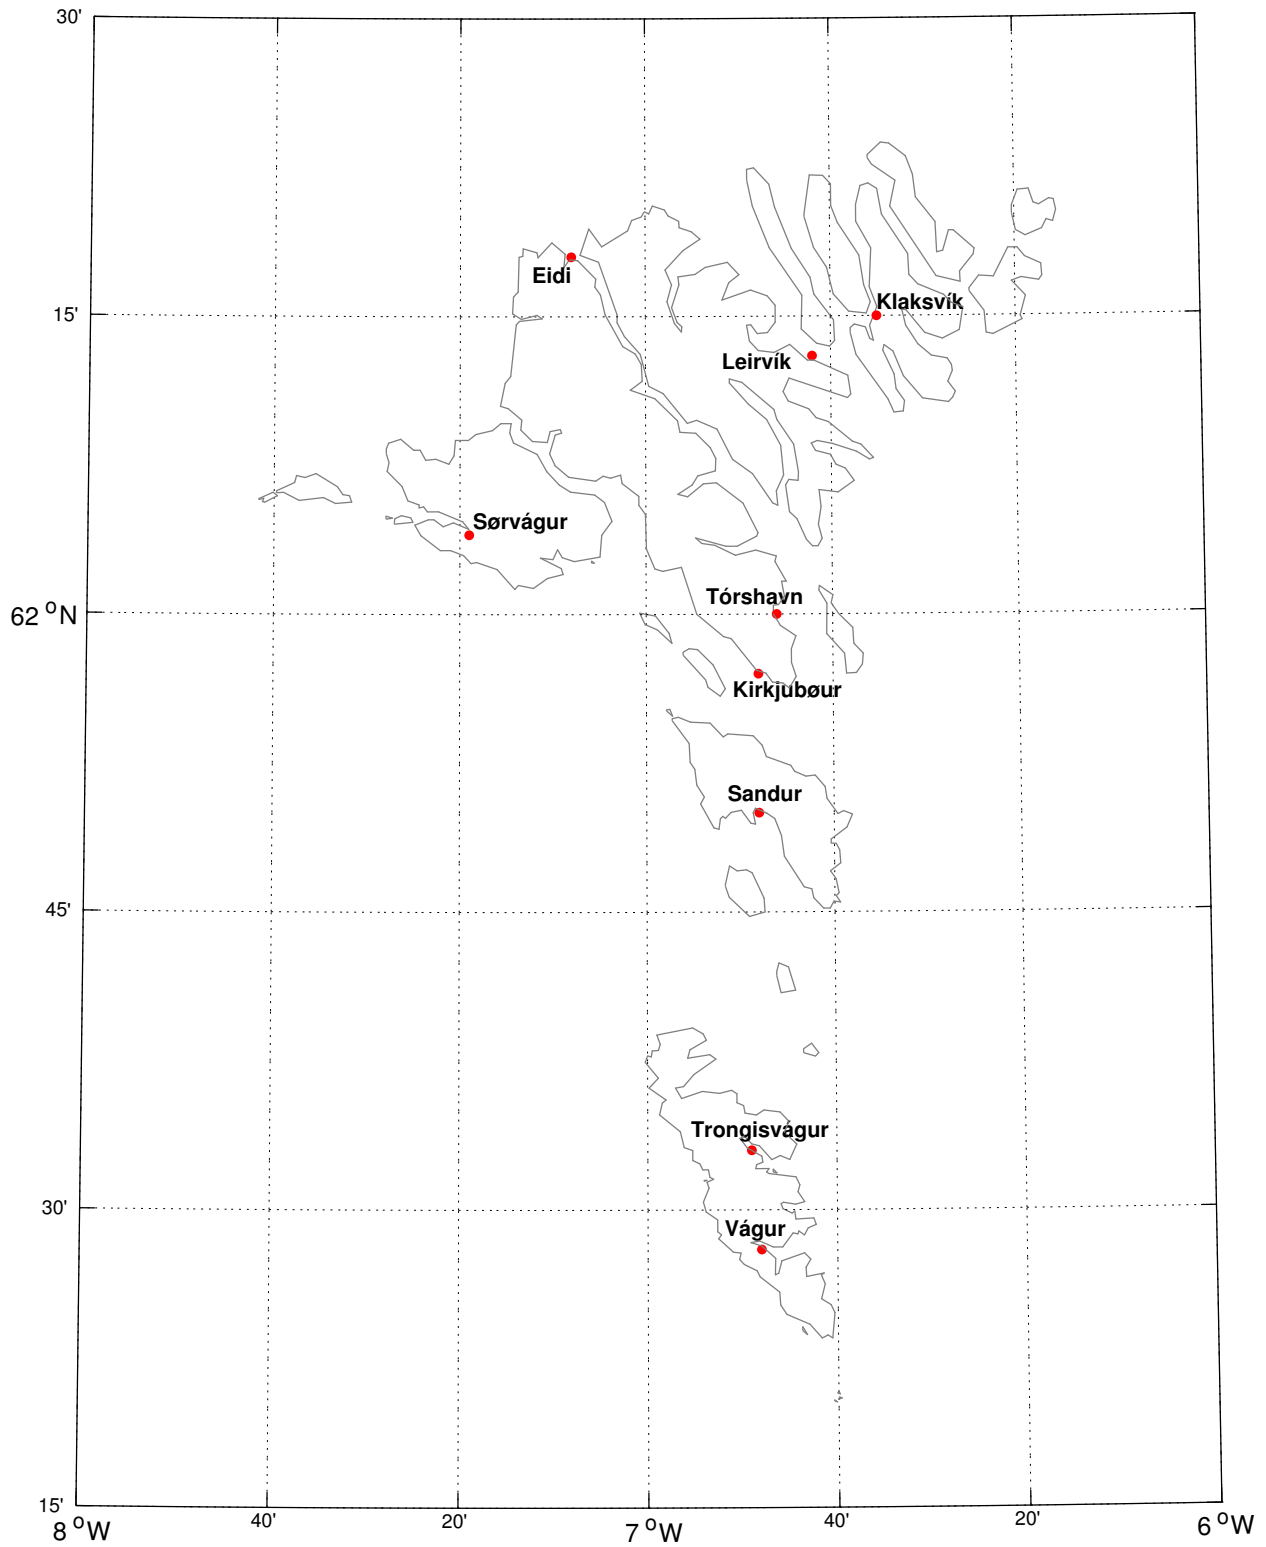 30'
Eidi
15'
Klaksvík
Leirvík
Sørvágur
62 °N
Tórshavn
Kirkjubøur
Sandur
45'
Trongisvágur
30'
Vágur
15'
8 °W 40' 20' 7 °W 40' 20' 6 °W